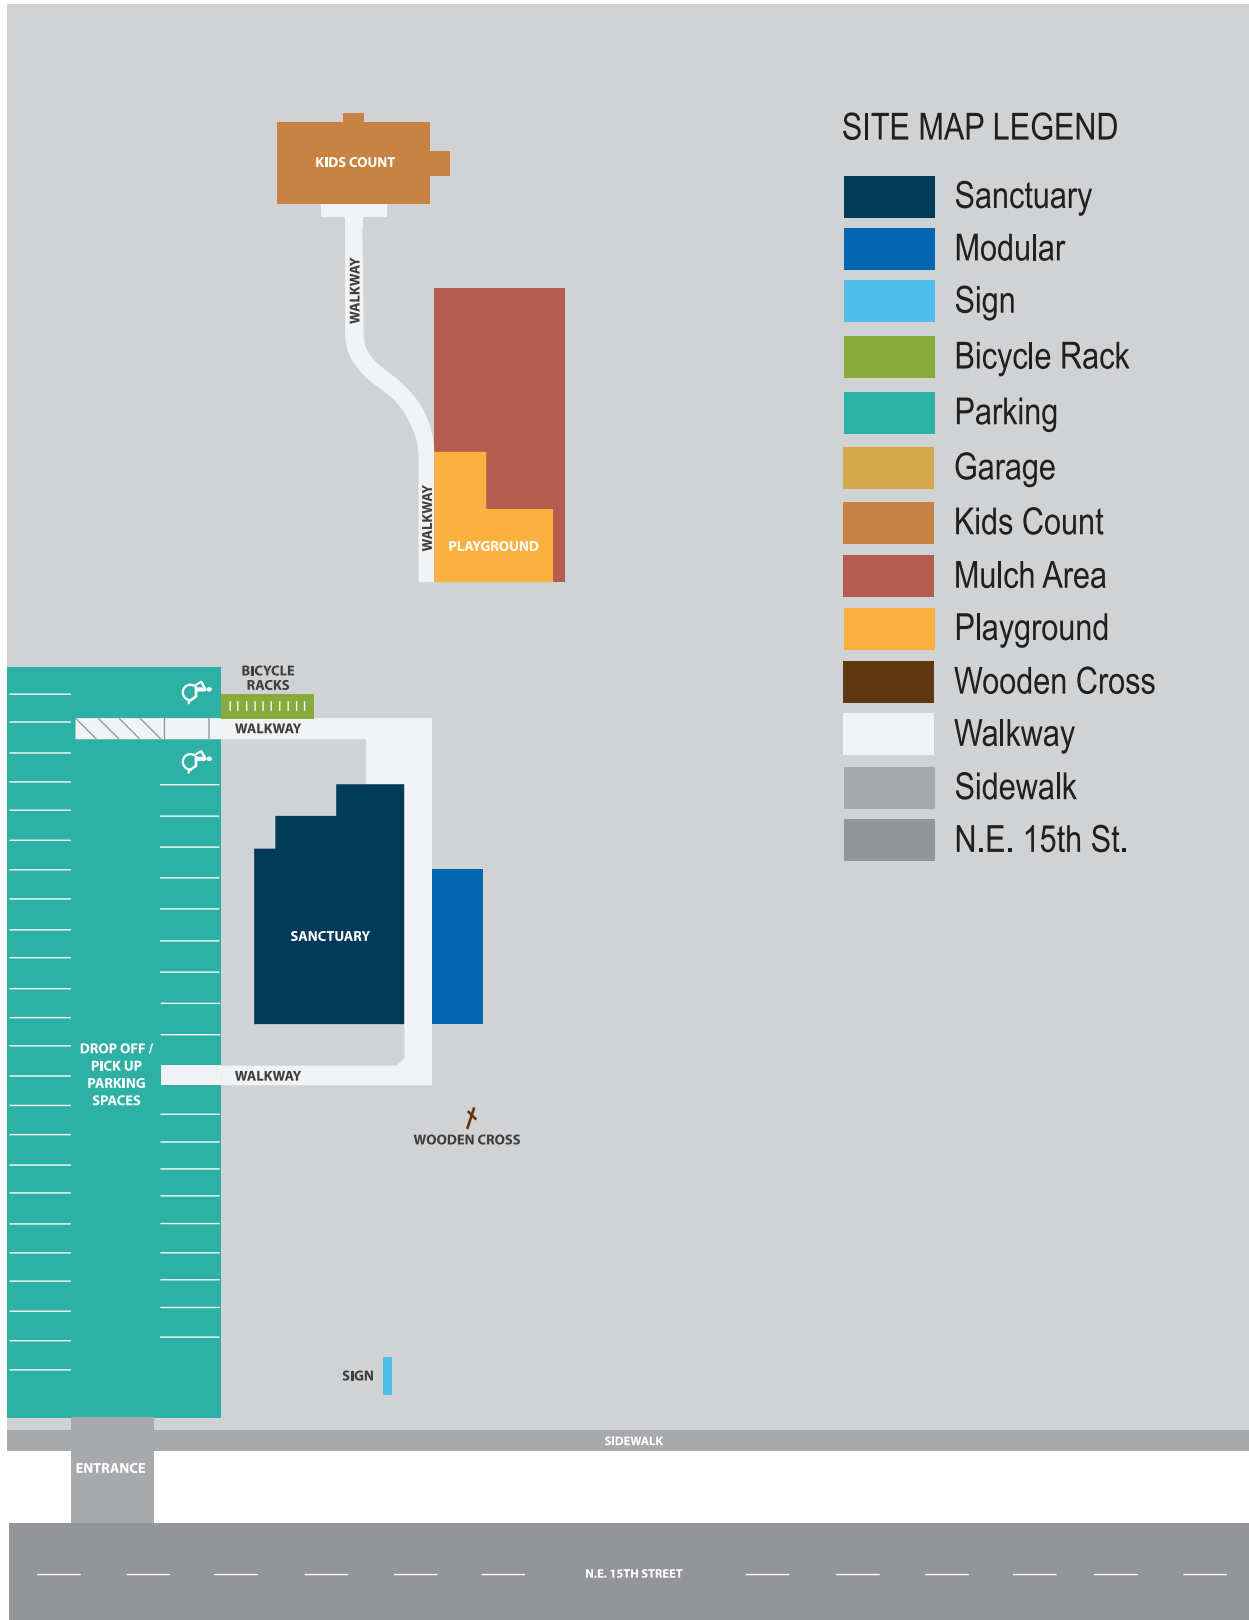 SITE MAP LEGEND
Sanctuary
Modular
Sign
Bicycle Rack
Parking
Garage
Kids Count
Mulch Area
Playground
Wooden Cross
Walkway
Sidewalk
N.E. 15th St.
KIDS COUNT
WALKWAY
WALKWAY
PLAYGROUND
BICYCLE
RACKS
WALKWAY
SANCTUARY
DROP OFF /
PICK UP
PARKING
SPACES
WALKWAY
WOODEN CROSS
SIGN
SIDEWALK
ENTRANCE
N.E. 15TH STREET